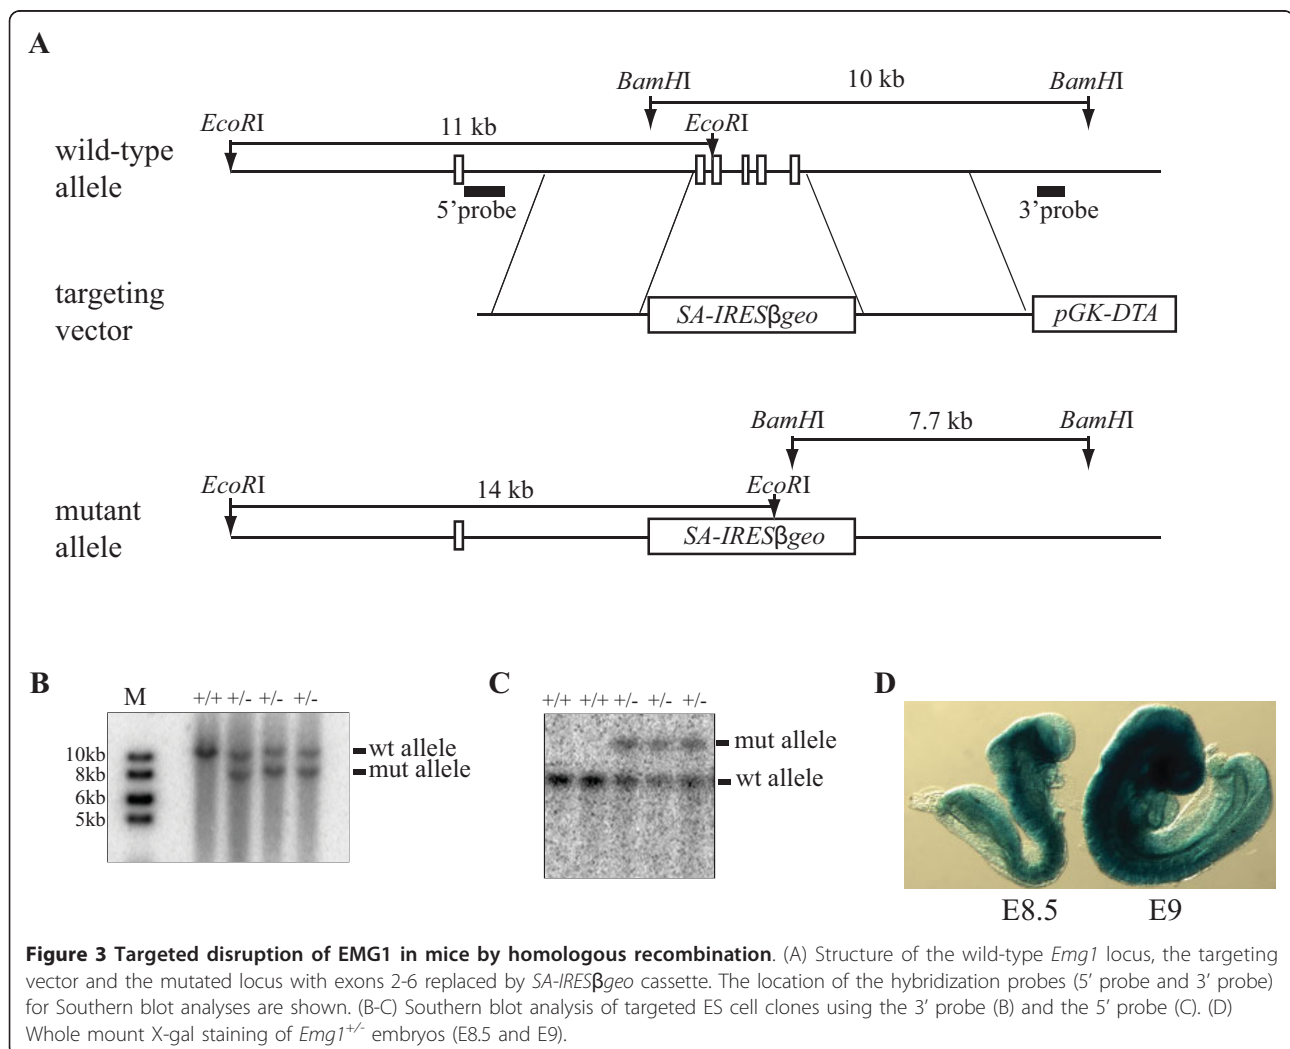 A
BamHI 10 kb BamHI
EcoRI 11 kb EcoRI
wild-type
allele
5'probe 3'probe
targeting
vector
SA-IRESβgeo pGK-DTA
BamHI 7.7 kb BamHI
EcoRI 14 kb EcoRI
mutant
allele
SA-IRESβgeo
B
M +/+ +/- +/- +/-
10kb
8kb
6kb
5kb
wt allele
mut allele
C
+/+ +/+ +/- +/- +/-
mut allele
wt allele
D
E8.5 E9
Figure 3 Targeted disruption of EMG1 in mice by homologous recombination. (A) Structure of the wild-type Emg1 locus, the targeting
vector and the mutated locus with exons 2-6 replaced by SA-IRESβgeo cassette. The location of the hybridization probes (5' probe and 3' probe)
for Southern blot analyses are shown. (B-C) Southern blot analysis of targeted ES cell clones using the 3' probe (B) and the 5' probe (C). (D)
Whole mount X-gal staining of Emg1+/- embryos (E8.5 and E9).